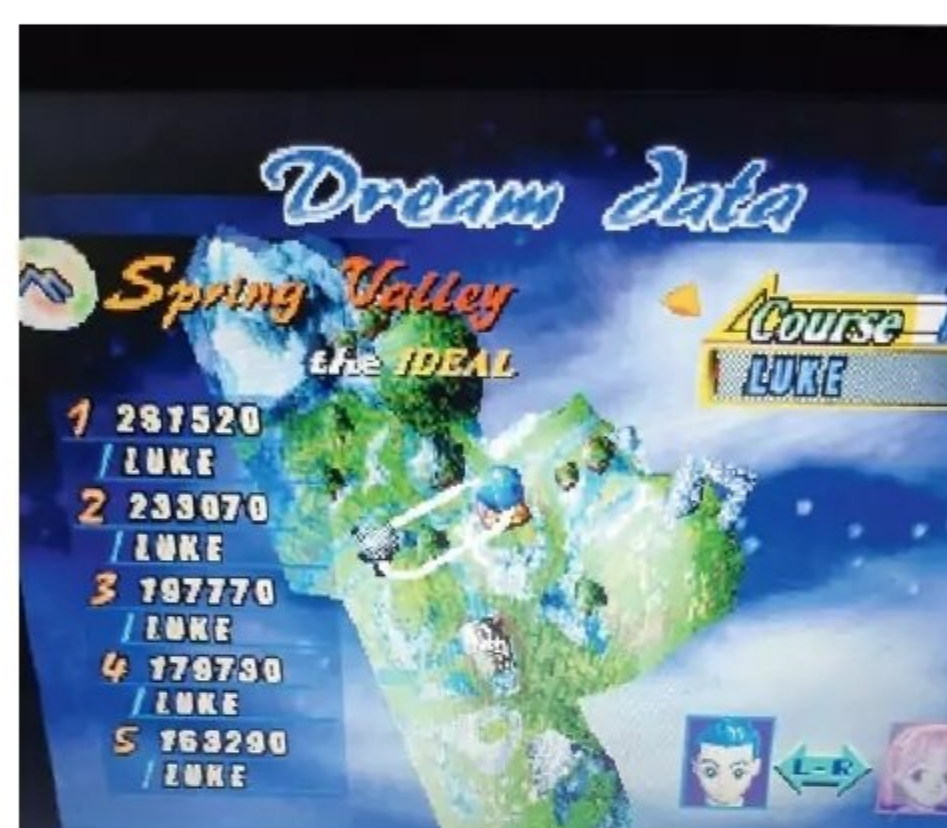 Dream data
Spring Valley
the IDEAL
Course
LUKE
1 281520
/ LUKE
2 233070
/ LUKE
3 197770
/ LUKE
4 179730
/ LUKE
5 163290
/ LUKE
L-R